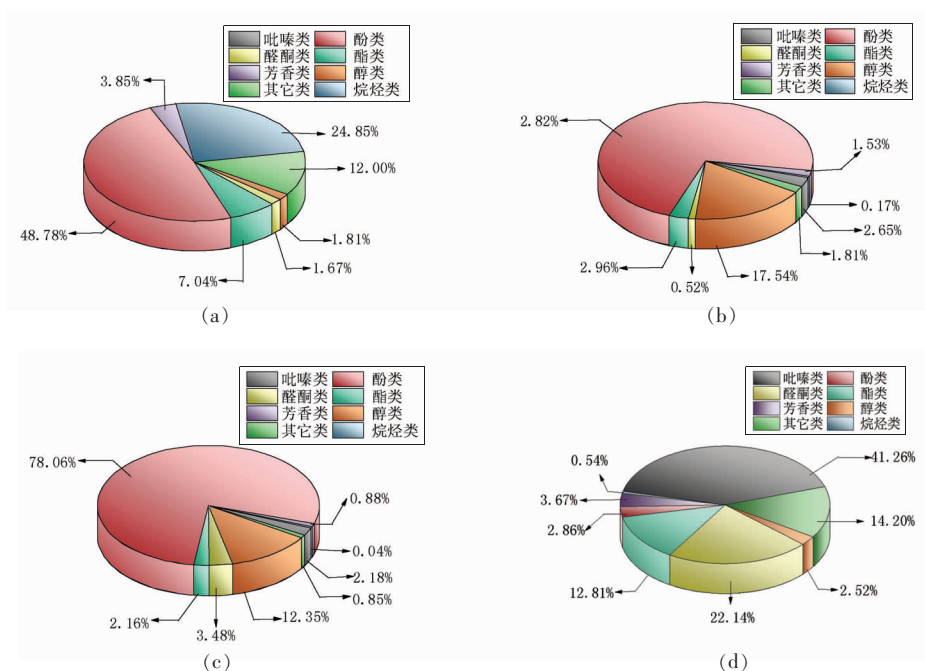 吡嗪类 酚类
醛酮类 酯类
芳香类 醇类
其它类 烷烃类
3.85%
24.85%
12.00%
48.78%
1.81%
1.67%
7.04%
(a)
吡嗪类 酚类
醛酮类 酯类
芳香类 醇类
其它类 烷烃类
2.82%
1.53%
0.17%
2.65%
1.81%
2.96%
17.54%
0.52%
(b)
吡嗪类 酚类
醛酮类 酯类
芳香类 醇类
其它类 烷烃类
78.06%
0.88%
0.04%
2.18%
0.85%
12.35%
2.16%
3.48%
(c)
吡嗪类 酚类
醛酮类 酯类
芳香类 醇类
其它类 烷烃类
0.54%
41.26%
3.67%
14.20%
2.86%
2.52%
12.81%
22.14%
(d)